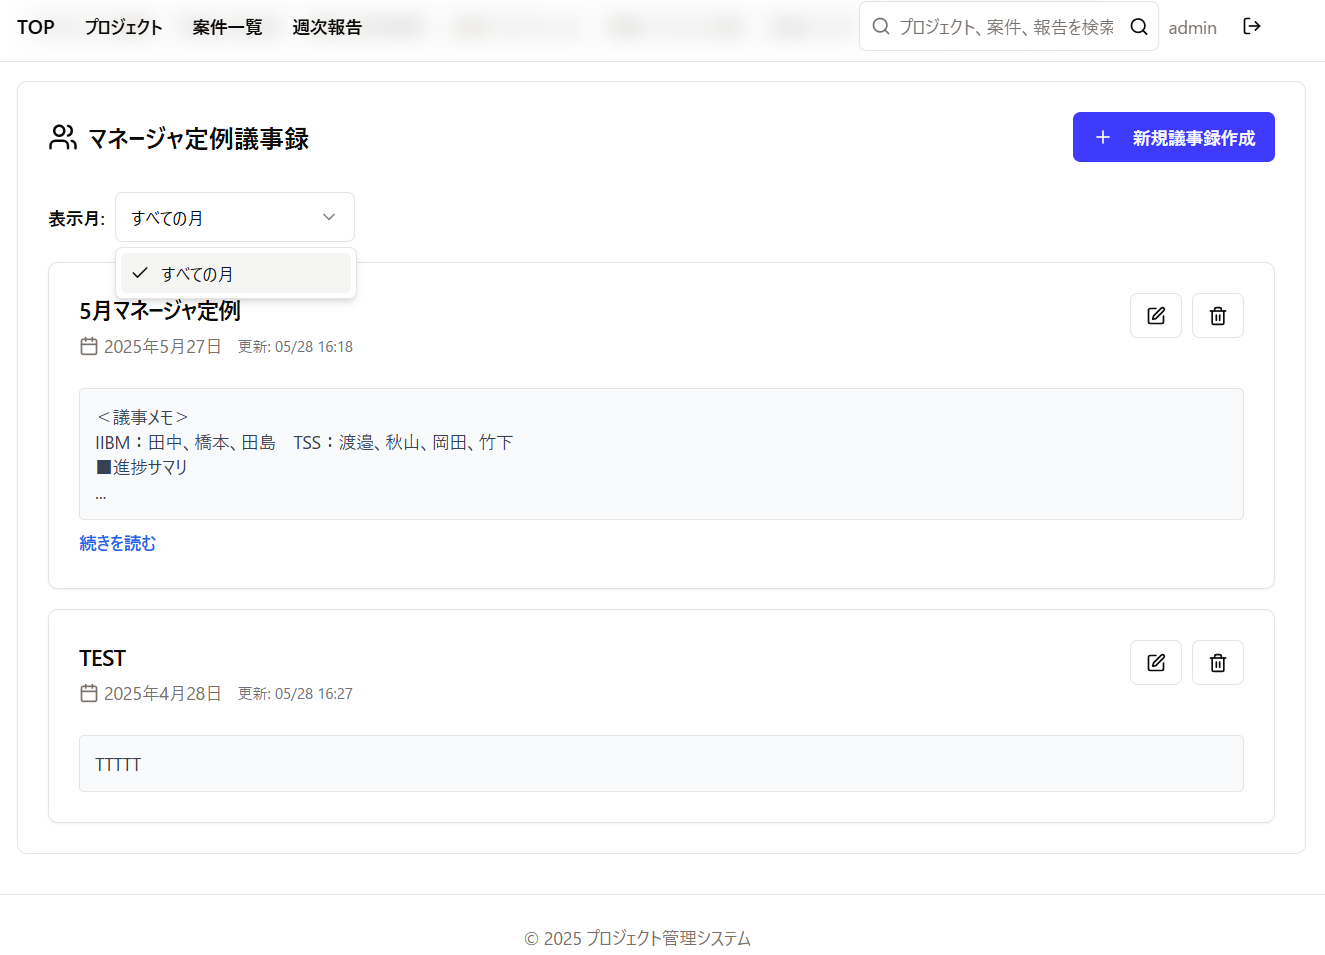 TOP プロジェクト 案件一覧 週次報告 プロジェクト、案件、報告を検索 admin
マネージャ定例議事録
新規議事録作成
表示月: すべての月
すべての月
5月マネージャ定例
2025年5月27日 更新: 05/28 16:18
＜議事メモ＞
IIBM：田中、橋本、田島　TSS：渡邉、秋山、岡田、竹下
■進捗サマリ
...
続きを読む
TEST
2025年4月28日 更新: 05/28 16:27
TTTTT
© 2025 プロジェクト管理システム